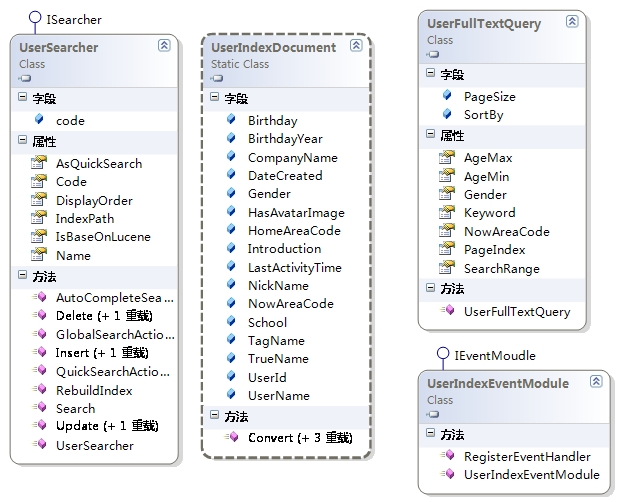 ISearcher
UserSearcher
Class
字段
code
属性
AsQuickSearch
Code
DisplayOrder
IndexPath
IsBaseOnLucene
Name
方法
AutoCompleteSea...
Delete (+ 1 重载)
GlobalSearchActio...
Insert (+ 1 重载)
QuickSearchActio...
RebuildIndex
Search
Update (+ 1 重载)
UserSearcher
UserIndexDocument
Static Class
字段
Birthday
BirthdayYear
CompanyName
DateCreated
Gender
HasAvatarImage
HomeAreaCode
Introduction
LastActivityTime
NickName
NowAreaCode
School
TagName
TrueName
UserId
UserName
方法
Convert (+ 3 重载)
UserFullTextQuery
Class
字段
PageSize
SortBy
属性
AgeMax
AgeMin
Gender
Keyword
NowAreaCode
PageIndex
SearchRange
方法
UserFullTextQuery
IEventMoudle
UserIndexEventModule
Class
方法
RegisterEventHandler
UserIndexEventModule